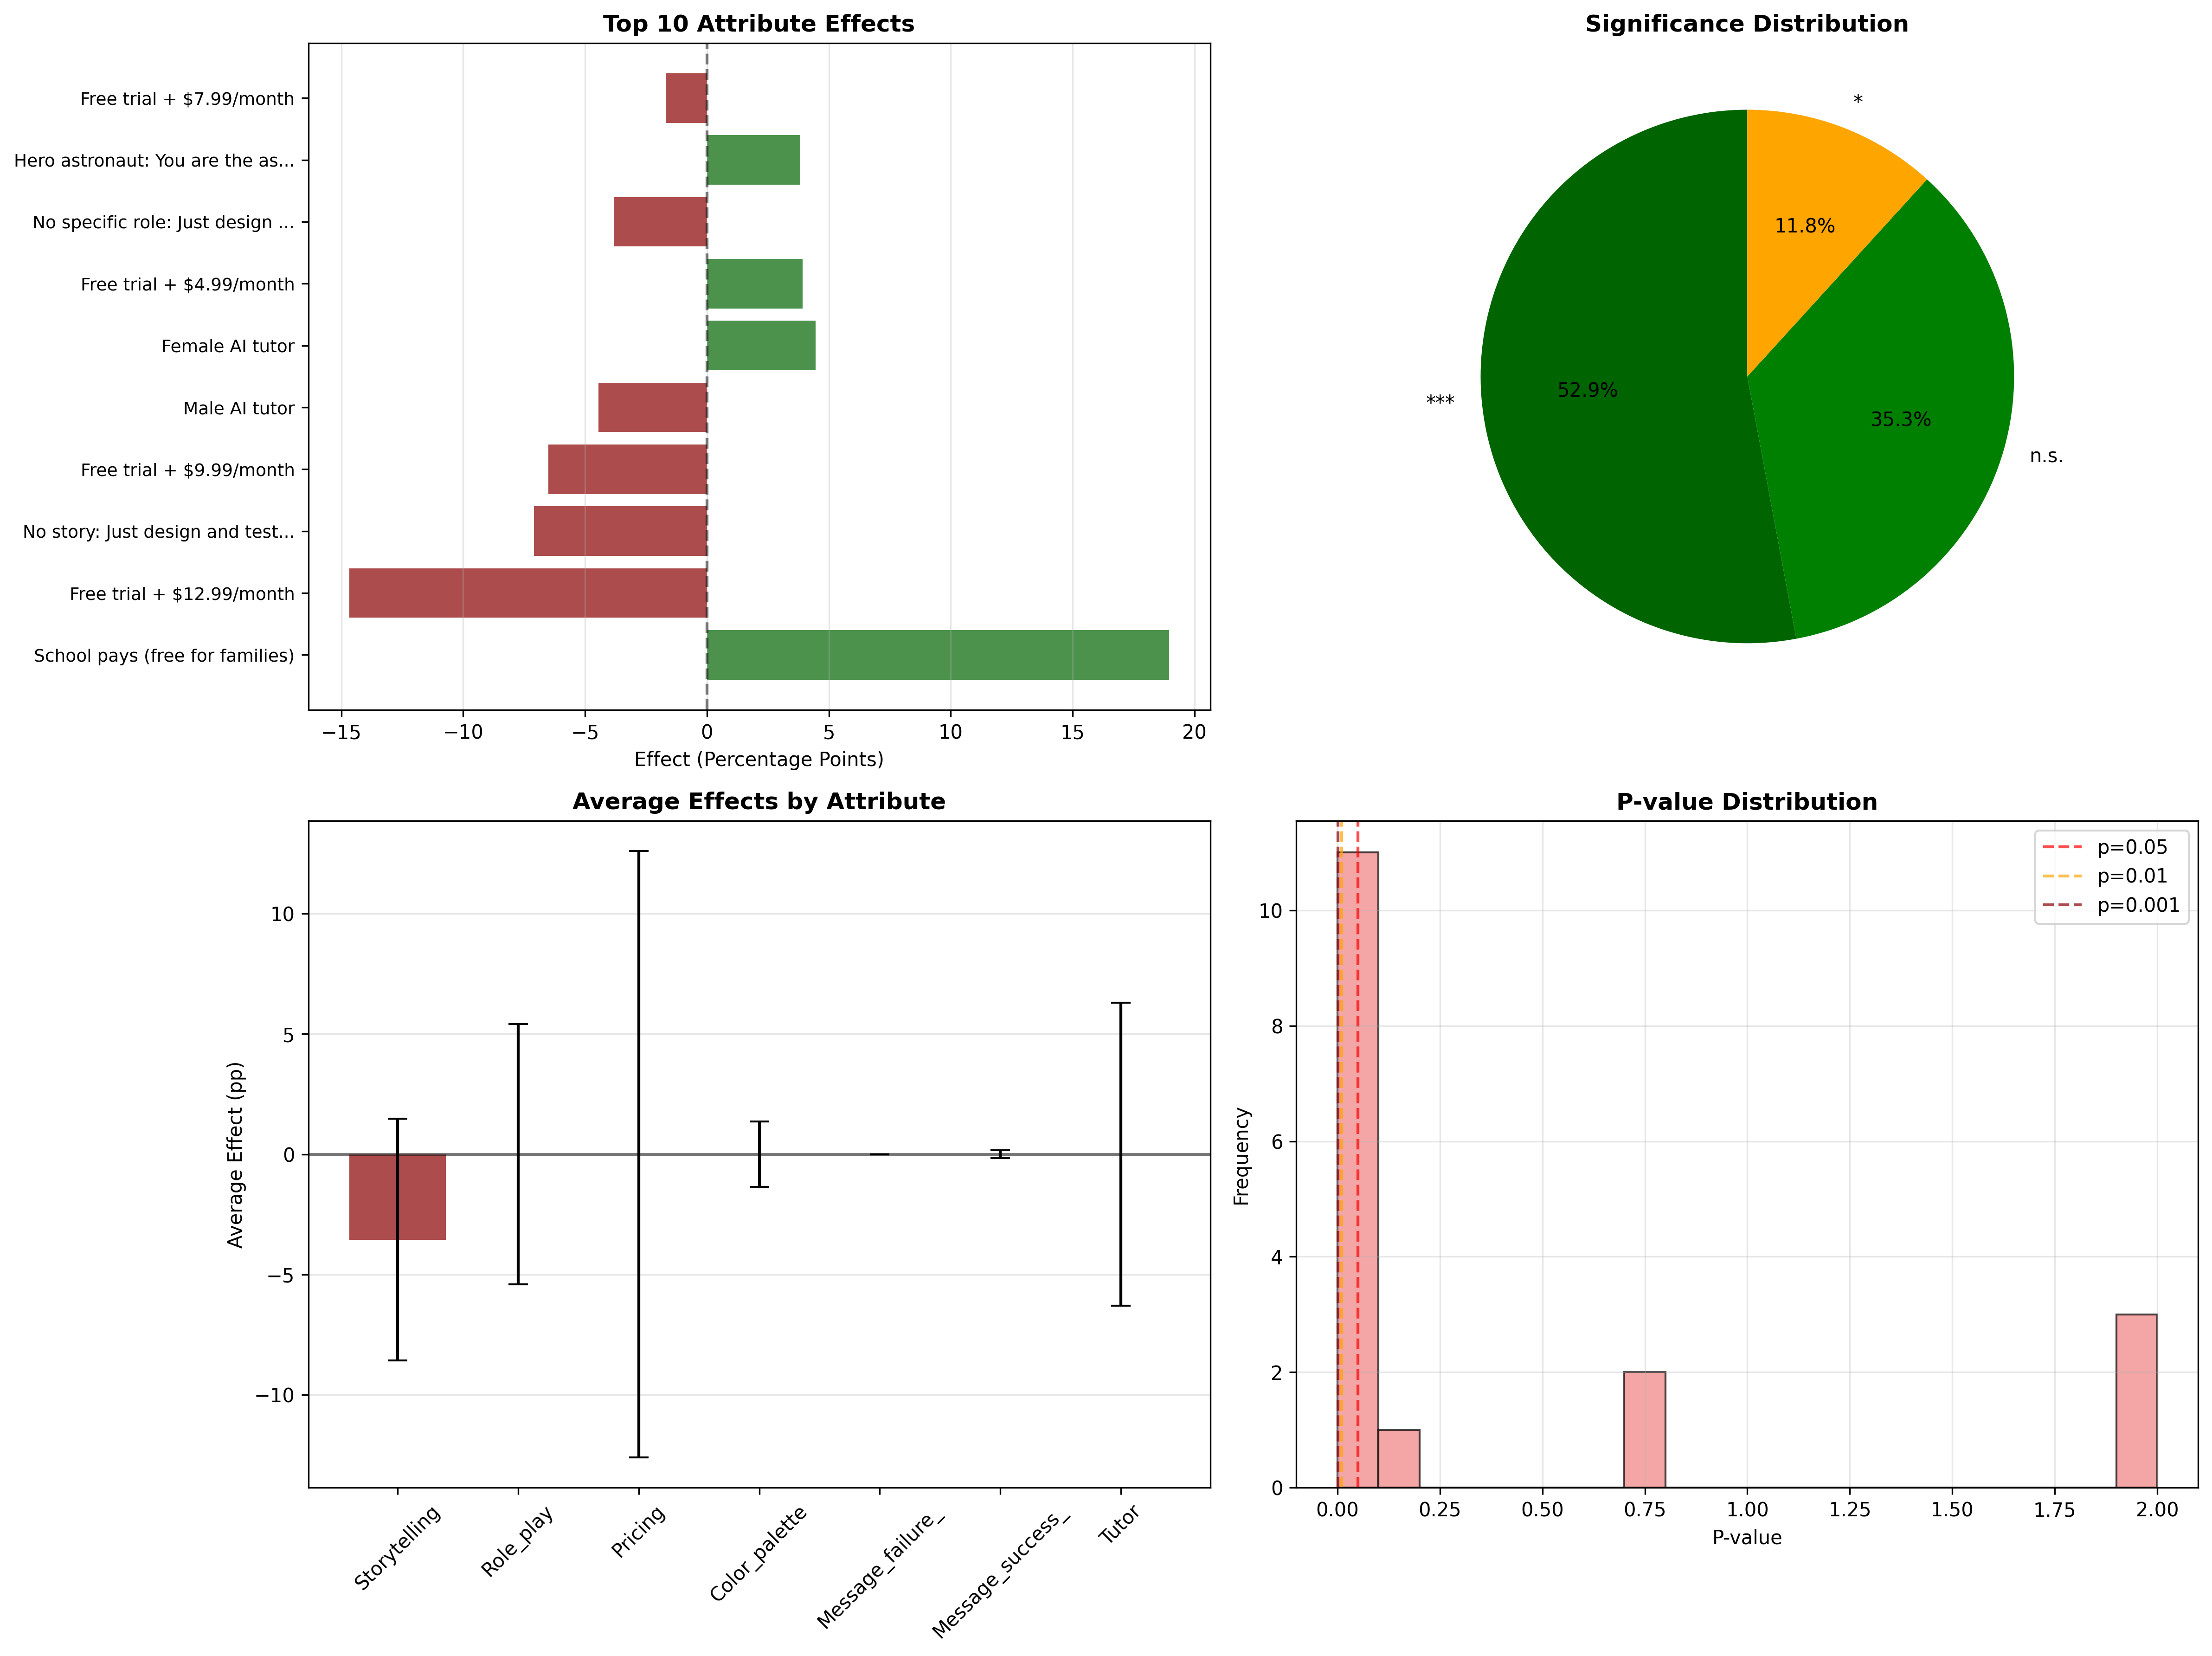 Top 10 Attribute Effects
Free trial + $7.99/month
Hero astronaut: You are the as...
No specific role: Just design ...
Free trial + $4.99/month
Female AI tutor
Male AI tutor
Free trial + $9.99/month
No story: Just design and test...
Free trial + $12.99/month
School pays (free for families)
−15 −10 −5 0 5 10 15 20
Effect (Percentage Points)
Significance Distribution
*
11.8%
52.9%
***
35.3%
n.s.
Average Effects by Attribute
Average Effect (pp)
10
5
0
−5
−10
Storytelling
Role_play
Pricing
Color_palette
Message_failure_
Message_success_
Tutor
P-value Distribution
p=0.05
p=0.01
p=0.001
Frequency
10
8
6
4
2
0
0.00 0.25 0.50 0.75 1.00 1.25 1.50 1.75 2.00
P-value